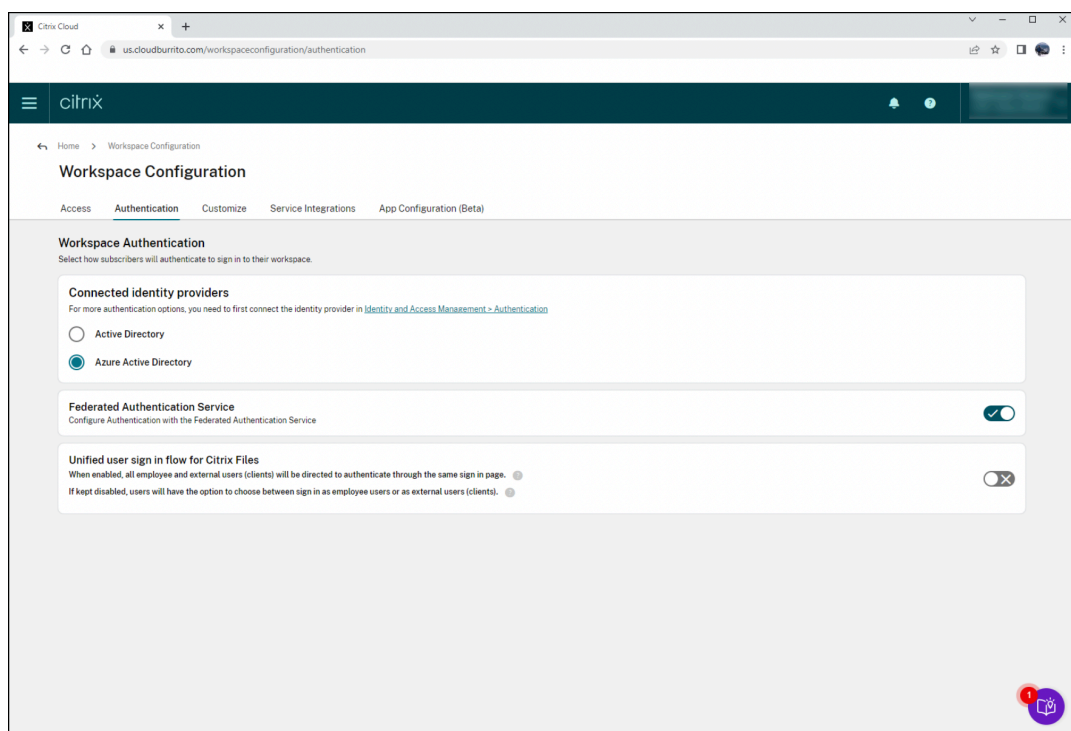 Citrix Cloud
us.cloudburrito.com/workspaceconfiguration/authentication
citrix
Home > Workspace Configuration
Workspace Configuration
Access Authentication Customize Service Integrations App Configuration (Beta)
Workspace Authentication
Select how subscribers will authenticate to sign in to their workspace.
Connected identity providers
For more authentication options, you need to first connect the identity provider in Identity and Access Management > Authentication
Active Directory
Azure Active Directory
Federated Authentication Service
Configure Authentication with the Federated Authentication Service
Unified user sign in flow for Citrix Files
When enabled, all employee and external users (clients) will be directed to authenticate through the same sign in page. ?
If kept disabled, users will have the option to choose between sign in as employee users or as external users (clients). ?
1